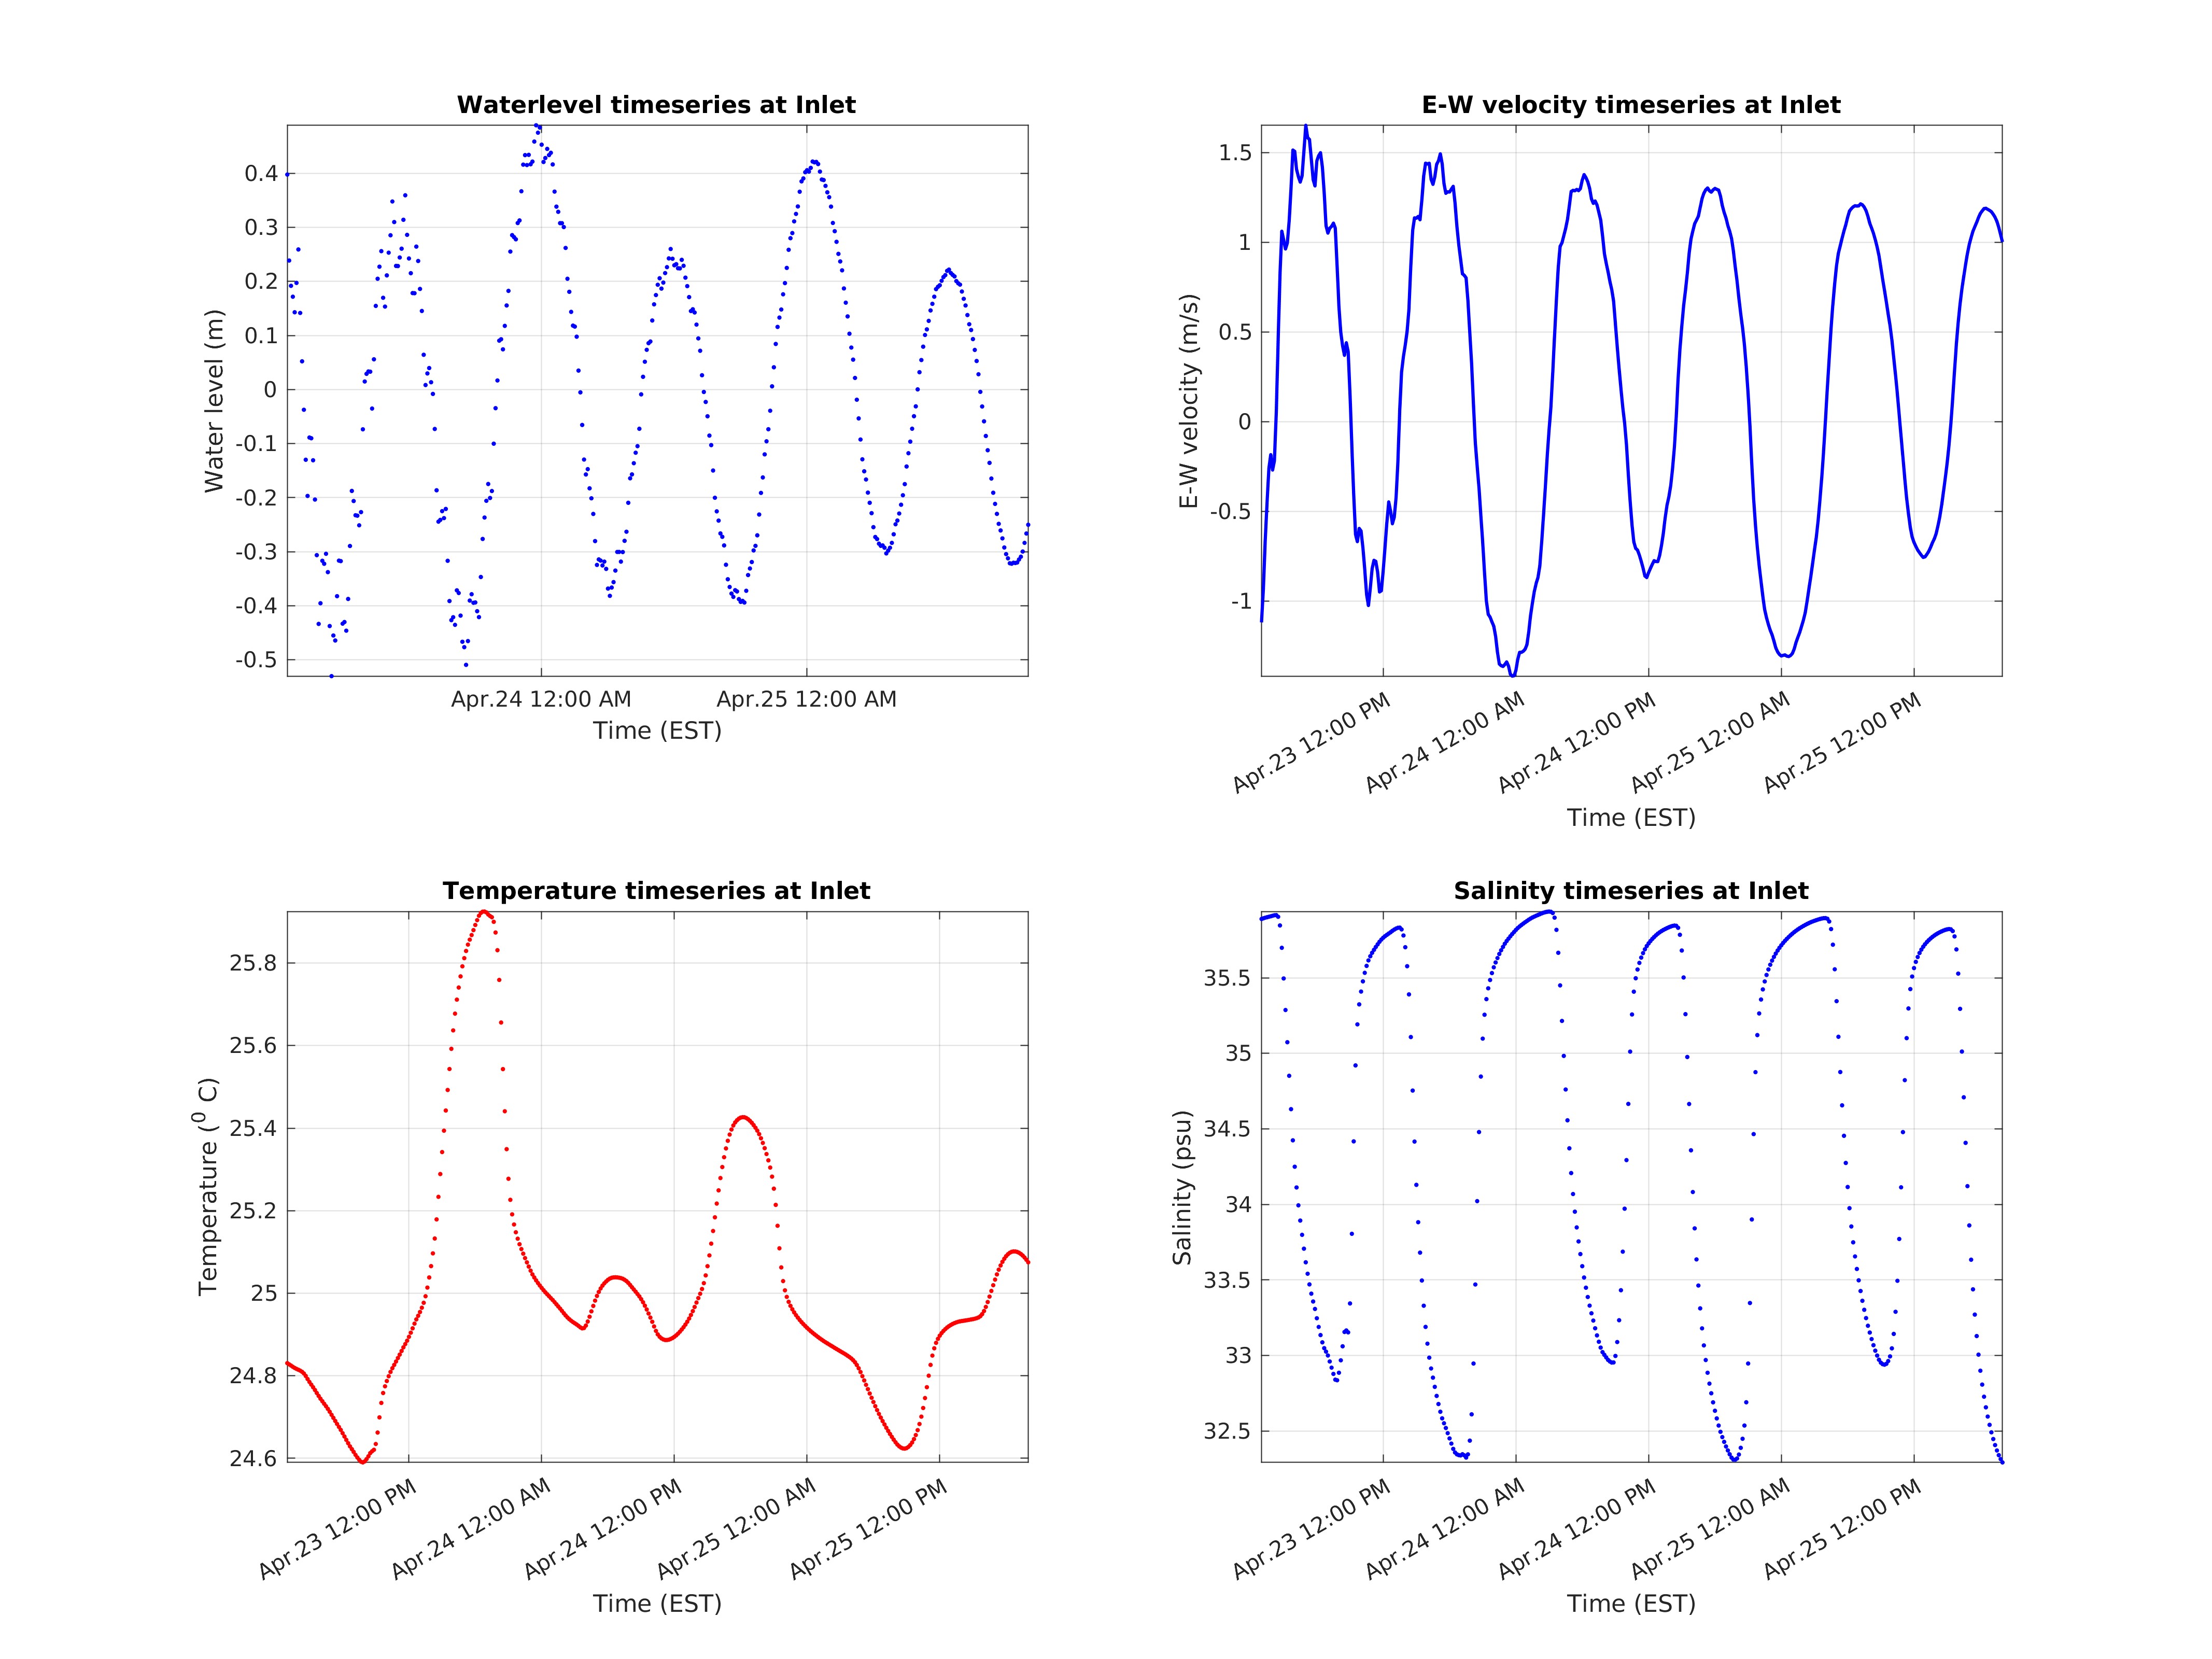 Waterlevel timeseries at Inlet
Water level (m)
0.4
0.3
0.2
0.1
0
-0.1
-0.2
-0.3
-0.4
-0.5
Apr.24 12:00 AM
Apr.25 12:00 AM
Time (EST)
E-W velocity timeseries at Inlet
E-W velocity (m/s)
1.5
1
0.5
0
-0.5
-1
Apr.23 12:00 PM
Apr.24 12:00 AM
Apr.24 12:00 PM
Apr.25 12:00 AM
Apr.25 12:00 PM
Time (EST)
Temperature timeseries at Inlet
Temperature (⁰ C)
25.8
25.6
25.4
25.2
25
24.8
24.6
Apr.23 12:00 PM
Apr.24 12:00 AM
Apr.24 12:00 PM
Apr.25 12:00 AM
Apr.25 12:00 PM
Time (EST)
Salinity timeseries at Inlet
Salinity (psu)
35.5
35
34.5
34
33.5
33
32.5
Apr.23 12:00 PM
Apr.24 12:00 AM
Apr.24 12:00 PM
Apr.25 12:00 AM
Apr.25 12:00 PM
Time (EST)